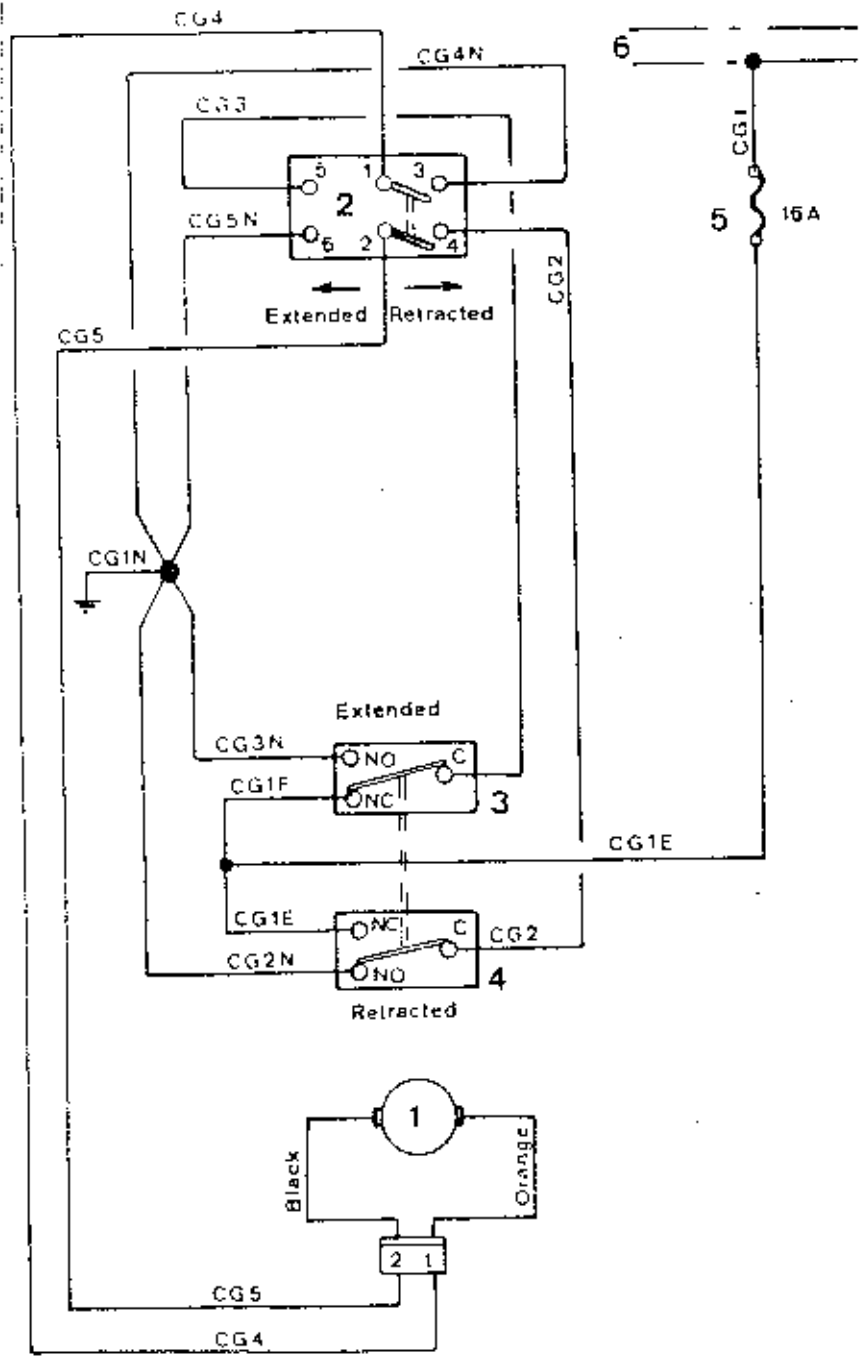 CG4
6
CG4N
CG3
CG1
5 1 3
2
5 16A
CG5N
6 2 4
CG2
Extended Retracted
CG5
CG1N
Extended
CG3N
NO C
CG1F
NC
3
CG1E
CG1E
NC C
CG2
CG2N
NO
4
Retracted
1
Black
Orange
2 1
CG5
CG4